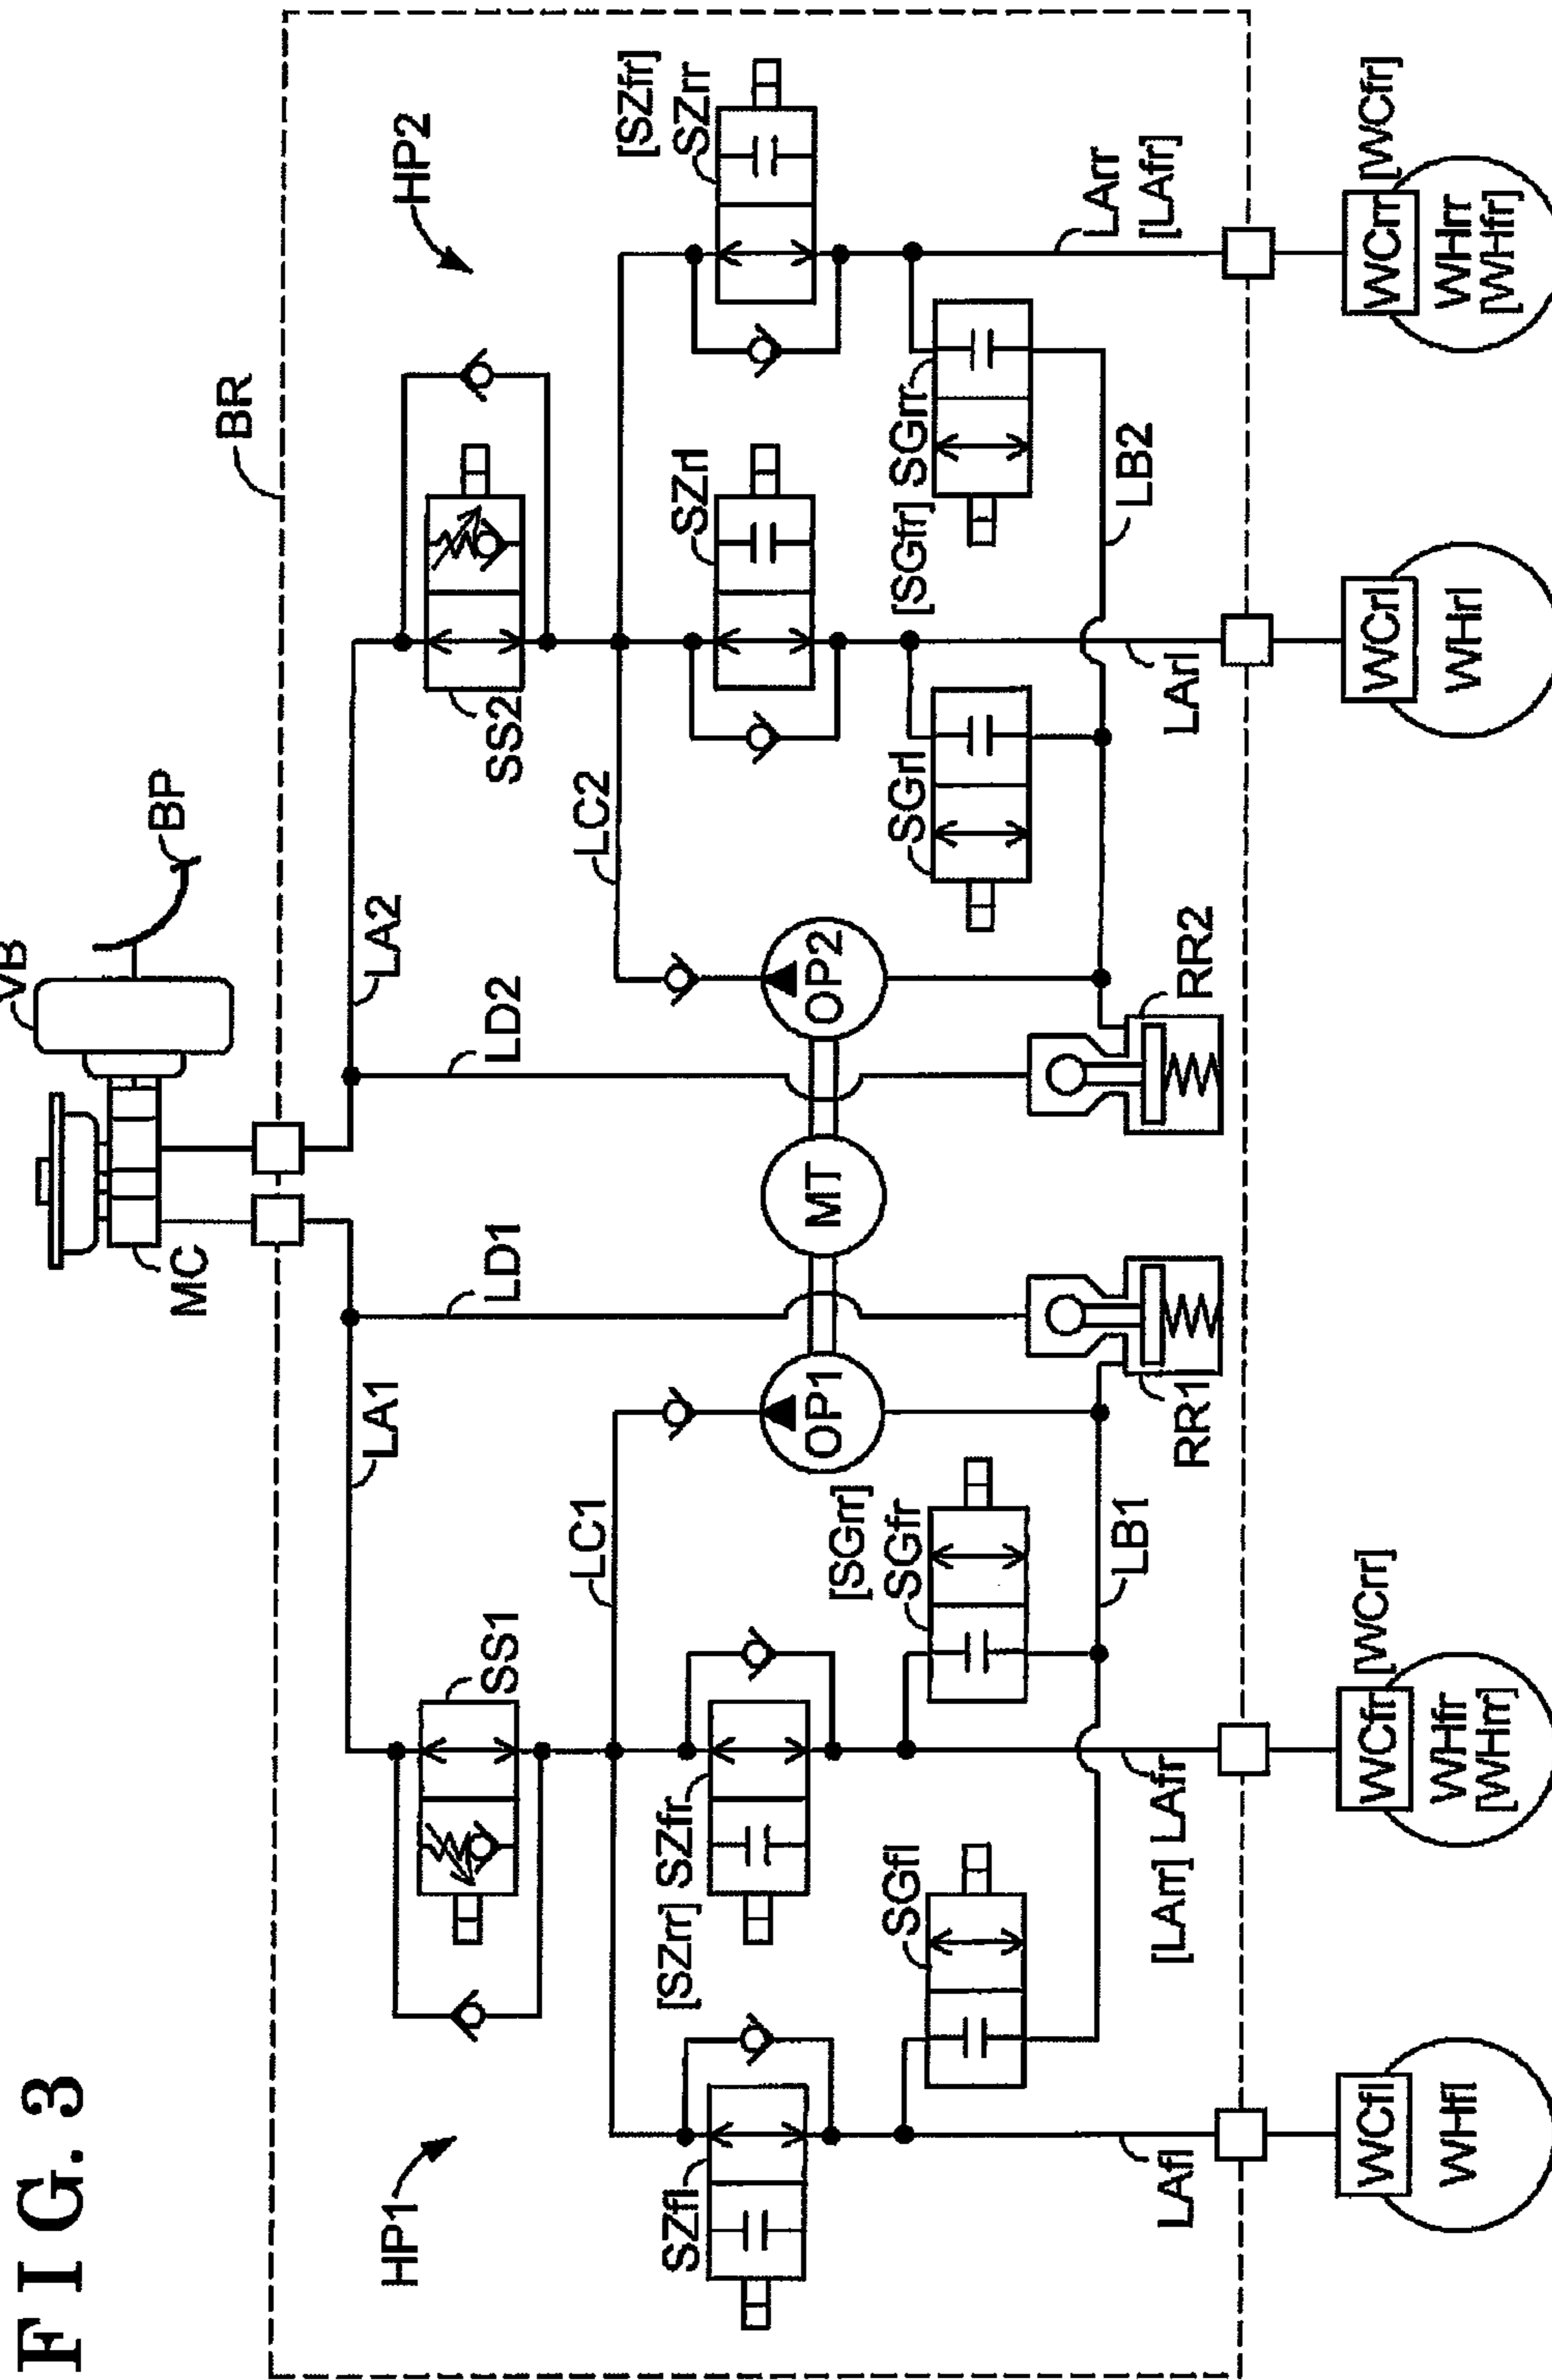 FIG. 3
VB
BP
MC
BR
HP1
HP2
LA1
LA2
LD1
LD2
SS1
SS2
LC1
LC2
SZfl
[SZrr] SZfr
SZrl
[SZfr]
SZrr
OP1
MT
OP2
SGfl
[SGrr]
SGfr
SGrl
[SGfr] SGrr
LB1
LB2
RR1
RR2
LAfl
[LArr] LAfr
LArl
LArr
[LAfr]
WCfl
WHfl
WCfr
[WCrr]
WHfr
[WHrr]
WCrl
WHrl
WCrr
[WCfr]
WHrr
[WHfr]